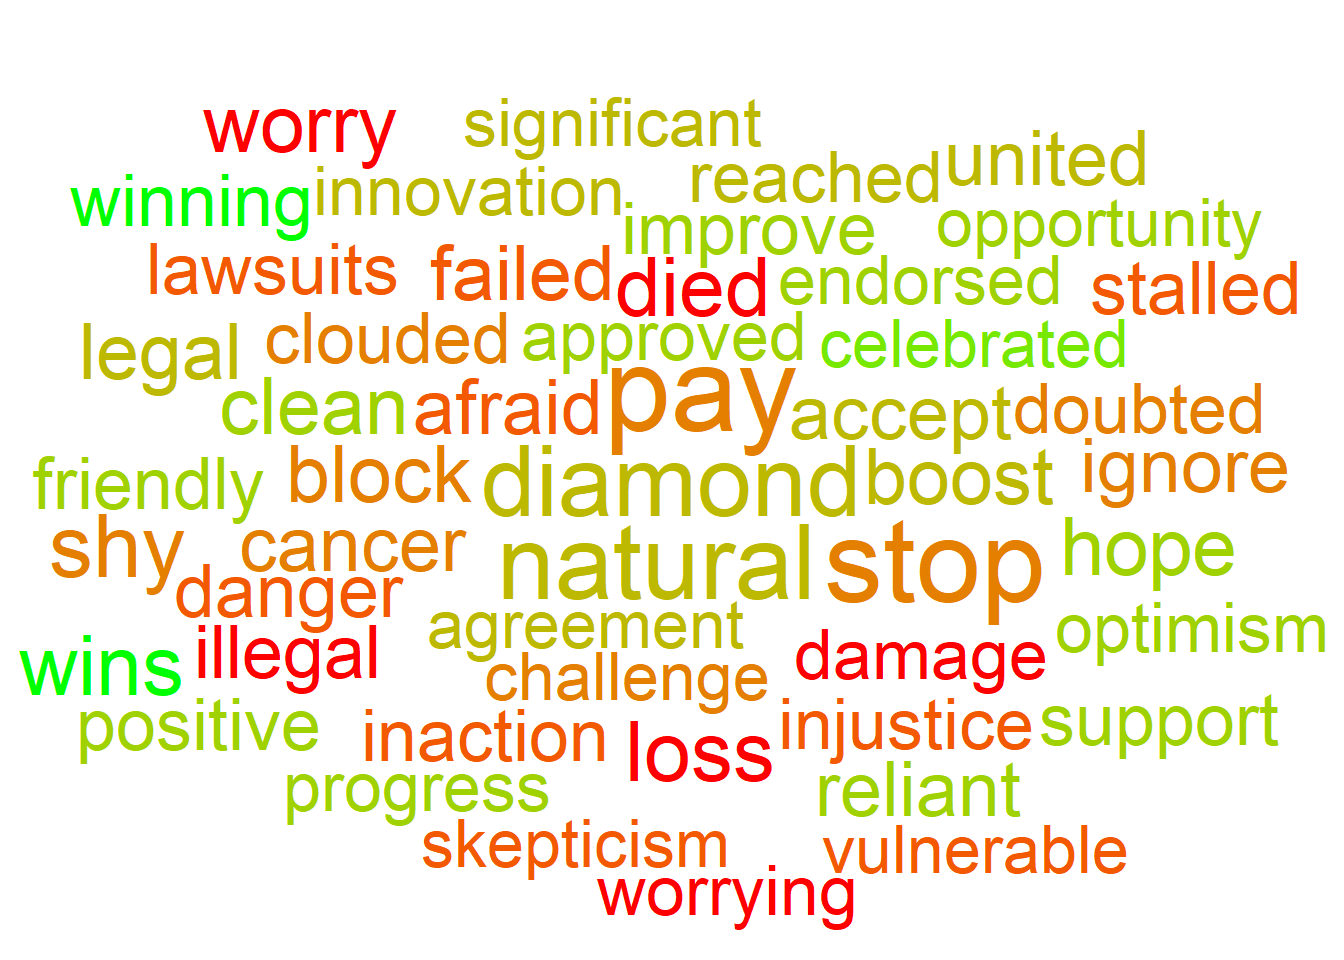 worry significant
winning innovation reached united
improve opportunity
lawsuits failed died endorsed stalled
legal clouded approved celebrated
clean afraid pay accept doubted
friendly block diamond boost ignore
shy cancer natural stop hope
danger agreement optimism
wins illegal challenge damage
positive inaction loss injustice support
progress reliant
skepticism vulnerable
worrying